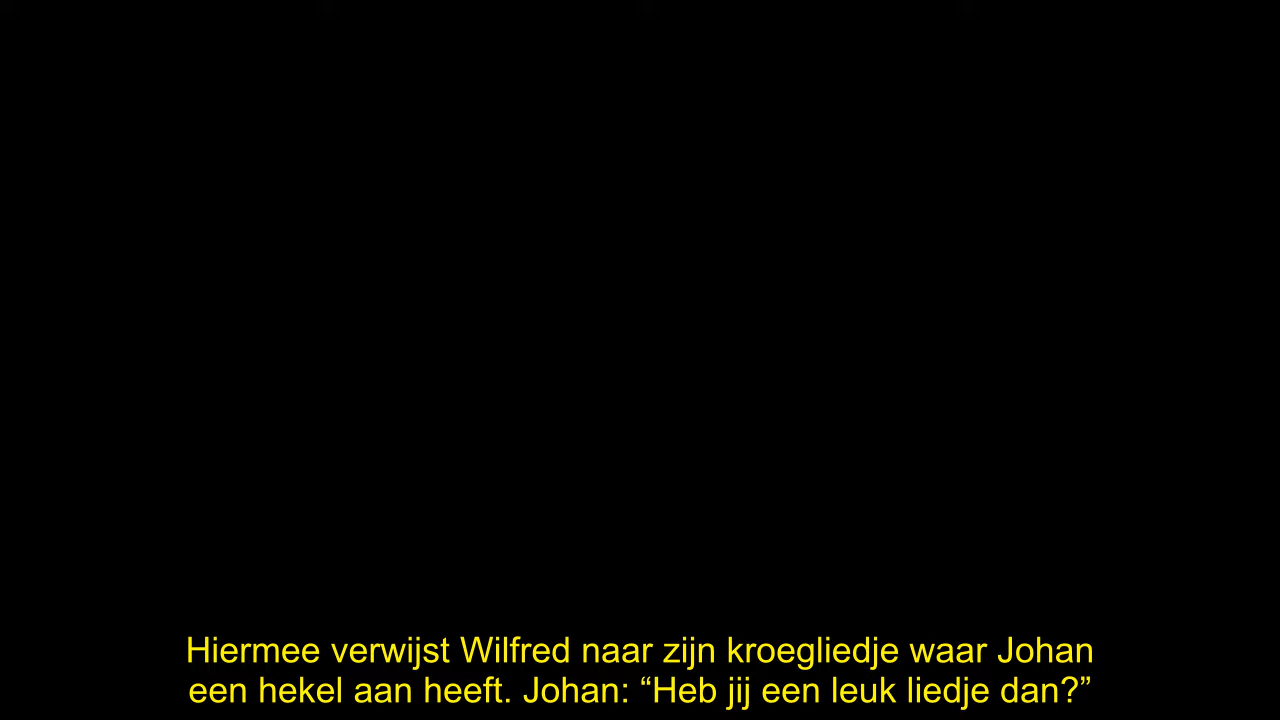 Hiermee verwijst Wilfred naar zijn kroegliedje waar Johan
een hekel aan heeft. Johan: “Heb jij een leuk liedje dan?”